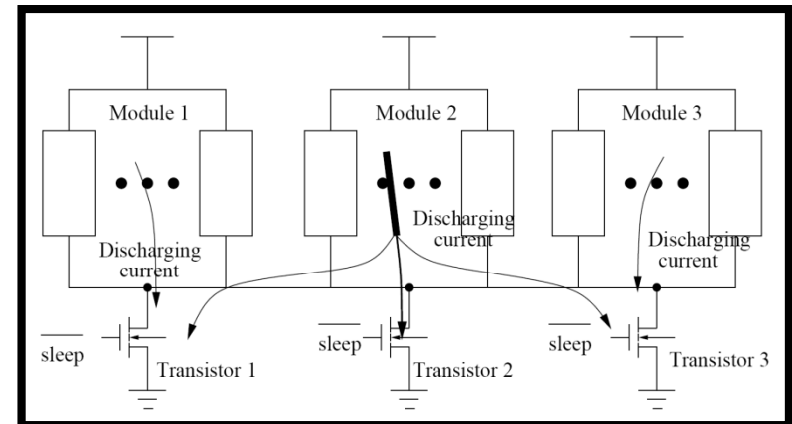 Module 1
Module 2
Module 3
Discharging
current
Discharging
current
Discharging
current
sleep
sleep
sleep
Transistor 1
Transistor 2
Transistor 3